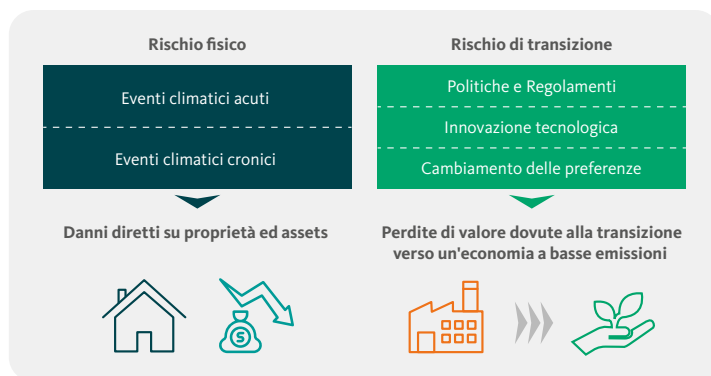 Rischio fisico
Eventi climatici acuti
Eventi climatici cronici
Danni diretti su proprietà ed assets
S
Rischio di transizione
Politiche e Regolamenti
Innovazione tecnologica
Cambiamento delle preferenze
Perdite di valore dovute alla transizione
verso un'economia a basse emissioni